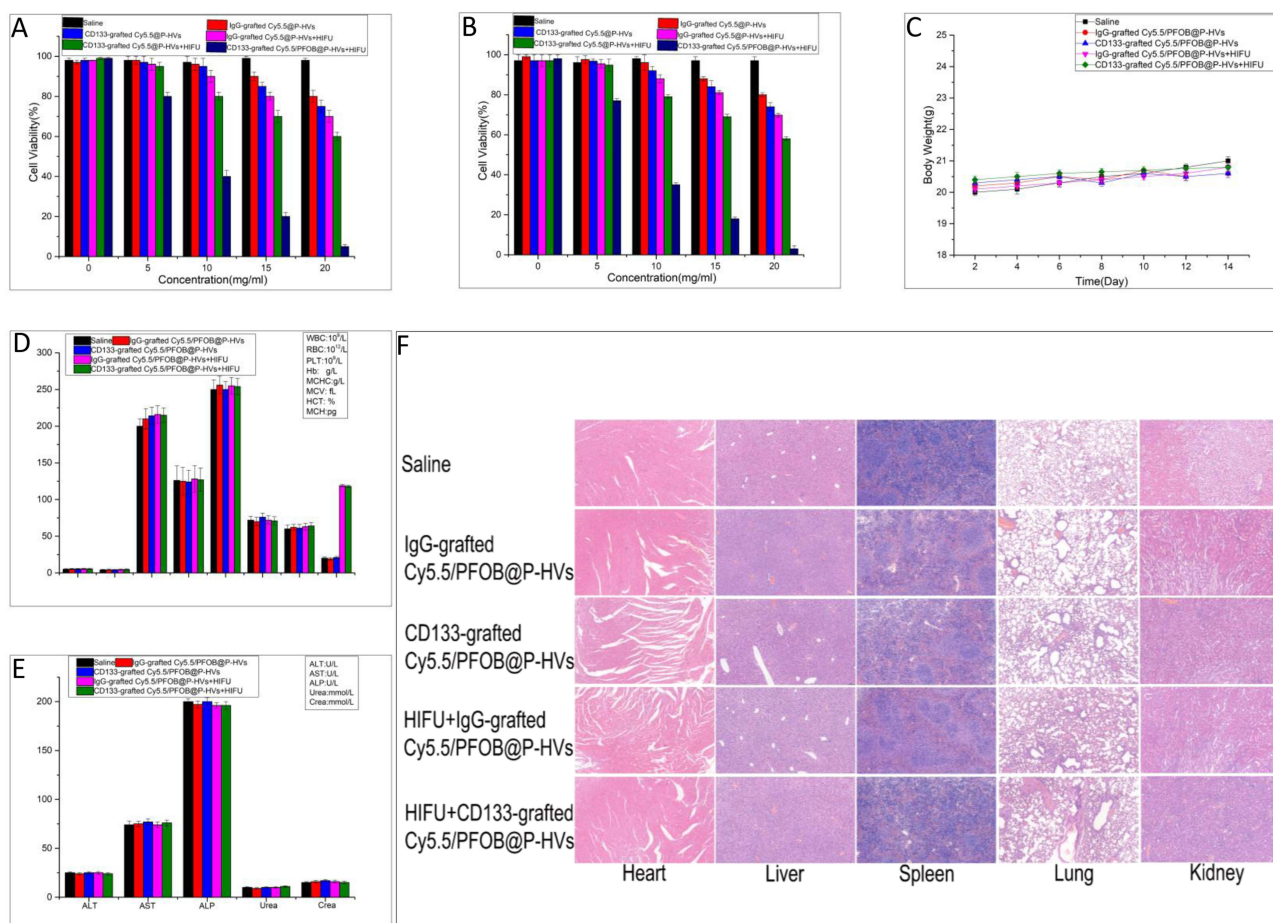 A
Saline
IgG-grafted Cy5.5@P-HVs
CD133-grafted Cy5.5@P-HVs
IgG-grafted Cy5.5@P-HVs+HIFU
CD133-grafted Cy5.5@P-HVs+HIFU
CD133-grafted Cy5.5/PFOB@P-HVs+HIFU
100
80
60
40
20
0
Cell Viability(%)
0 5 10 15 20
Concentration(mg/ml)
B
Saline
IgG-grafted Cy5.5@P-HVs
CD133-grafted Cy5.5@P-HVs
IgG-grafted Cy5.5@P-HVs+HIFU
CD133-grafted Cy5.5@P-HVs+HIFU
CD133-grafted Cy5.5/PFOB@P-HVs+HIFU
100
80
60
40
20
0
Cell Viability(%)
0 5 10 15 20
Concentration(mg/ml)
C
Saline
IgG-grafted Cy5.5/PFOB@P-HVs
CD133-grafted Cy5.5/PFOB@P-HVs
IgG-grafted Cy5.5/PFOB@P-HVs+HIFU
CD133-grafted Cy5.5/PFOB@P-HVs+HIFU
25
24
23
22
21
20
19
18
Body Weight(g)
2 4 6 8 10 12 14
Time(Day)
D
Saline IgG-grafted Cy5.5/PFOB@P-HVs
CD133-grafted Cy5.5/PFOB@P-HVs
IgG-grafted Cy5.5/PFOB@P-HVs+HIFU
CD133-grafted Cy5.5/PFOB@P-HVs+HIFU
WBC:10⁹/L
RBC:10¹²/L
PLT:10⁹/L
Hb: g/L
MCHC:g/L
MCV: fL
HCT: %
MCH:pg
300
250
200
150
100
50
0
E
Saline IgG-grafted Cy5.5/PFOB@P-HVs
CD133-grafted Cy5.5/PFOB@P-HVs
IgG-grafted Cy5.5/PFOB@P-HVs+HIFU
CD133-grafted Cy5.5/PFOB@P-HVs+HIFU
ALT:U/L
AST:U/L
ALP:U/L
Urea:mmol/L
Crea:mmol/L
200
150
100
50
0
ALT AST ALP Urea Crea
F
Saline
IgG-grafted
Cy5.5/PFOB@P-HVs
CD133-grafted
Cy5.5/PFOB@P-HVs
HIFU+IgG-grafted
Cy5.5/PFOB@P-HVs
HIFU+CD133-grafted
Cy5.5/PFOB@P-HVs
Heart Liver Spleen Lung Kidney